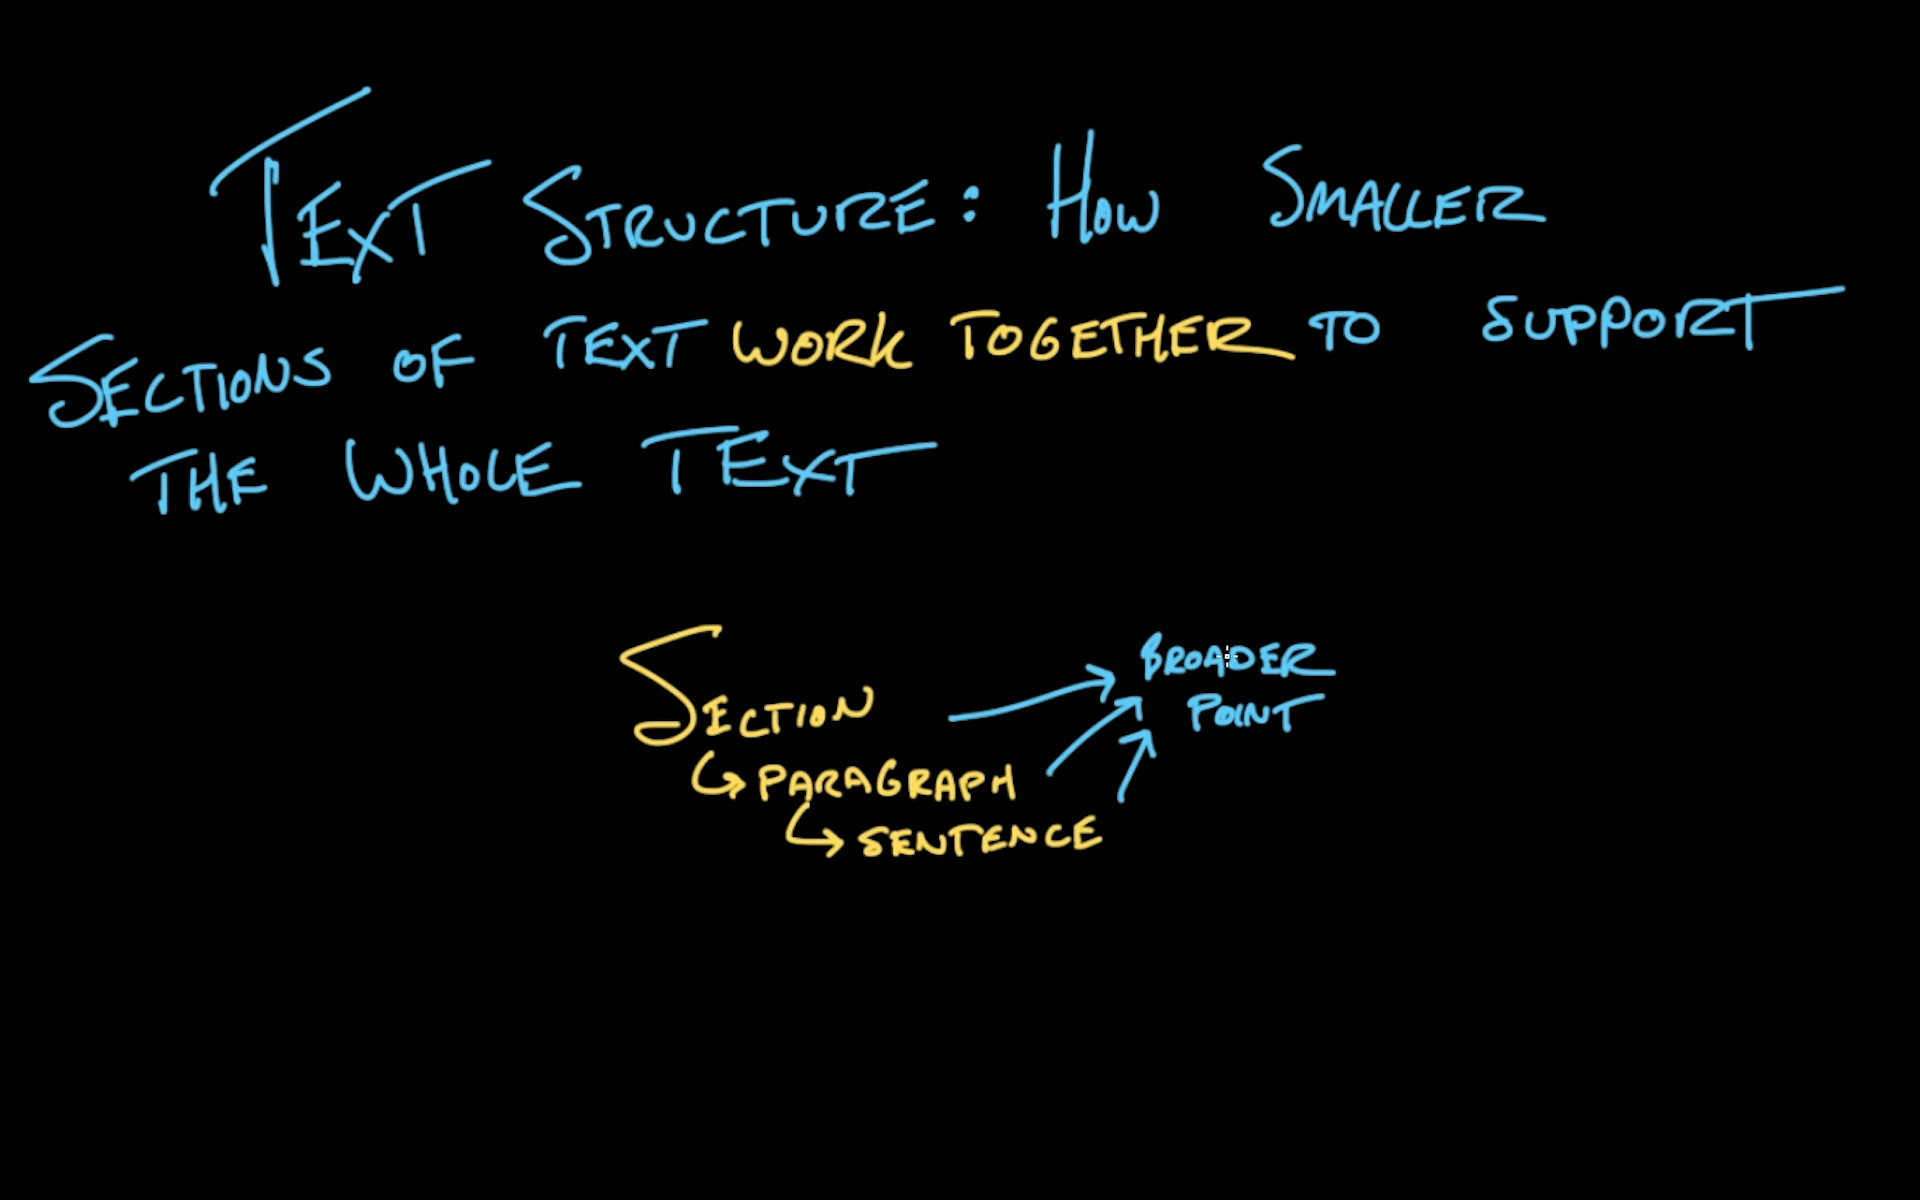 TEXT STRUCTURE: HOW SMALLER
SECTIONS OF TEXT WORK TOGETHER TO SUPPORT
THE WHOLE TEXT
SECTION
BROADER
POINT
PARAGRAPH
SENTENCE